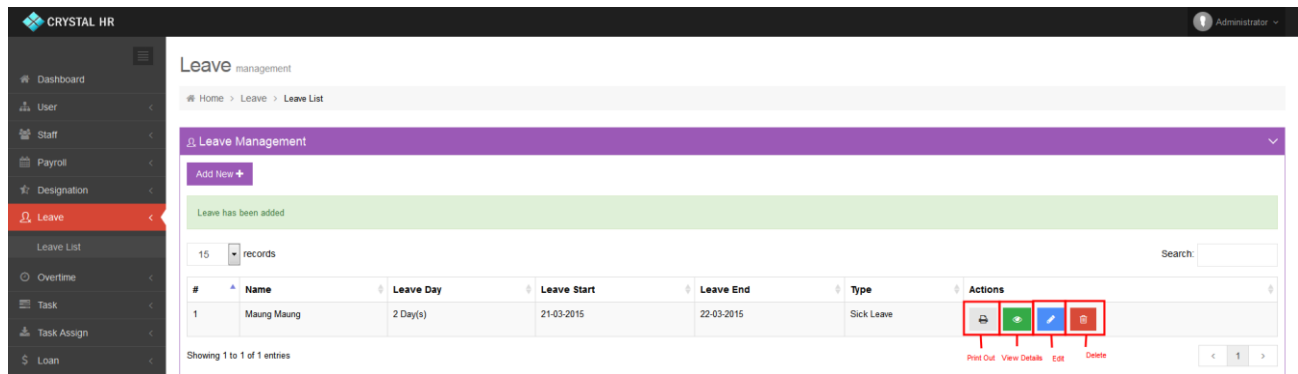 CRYSTAL HR
Administrator
Dashboard
User
Staff
Payroll
Designation
Leave
Leave List
Overtime
Task
Task Assign
$ Loan
Leave management
Home > Leave > Leave List
Leave Management
Add New +
Leave has been added
15 records
Search:
# Name Leave Day Leave Start Leave End Type Actions
1 Maung Maung 2 Day(s) 21-03-2015 22-03-2015 Sick Leave
Print Out View Details Edit Delete
Showing 1 to 1 of 1 entries
< 1 >